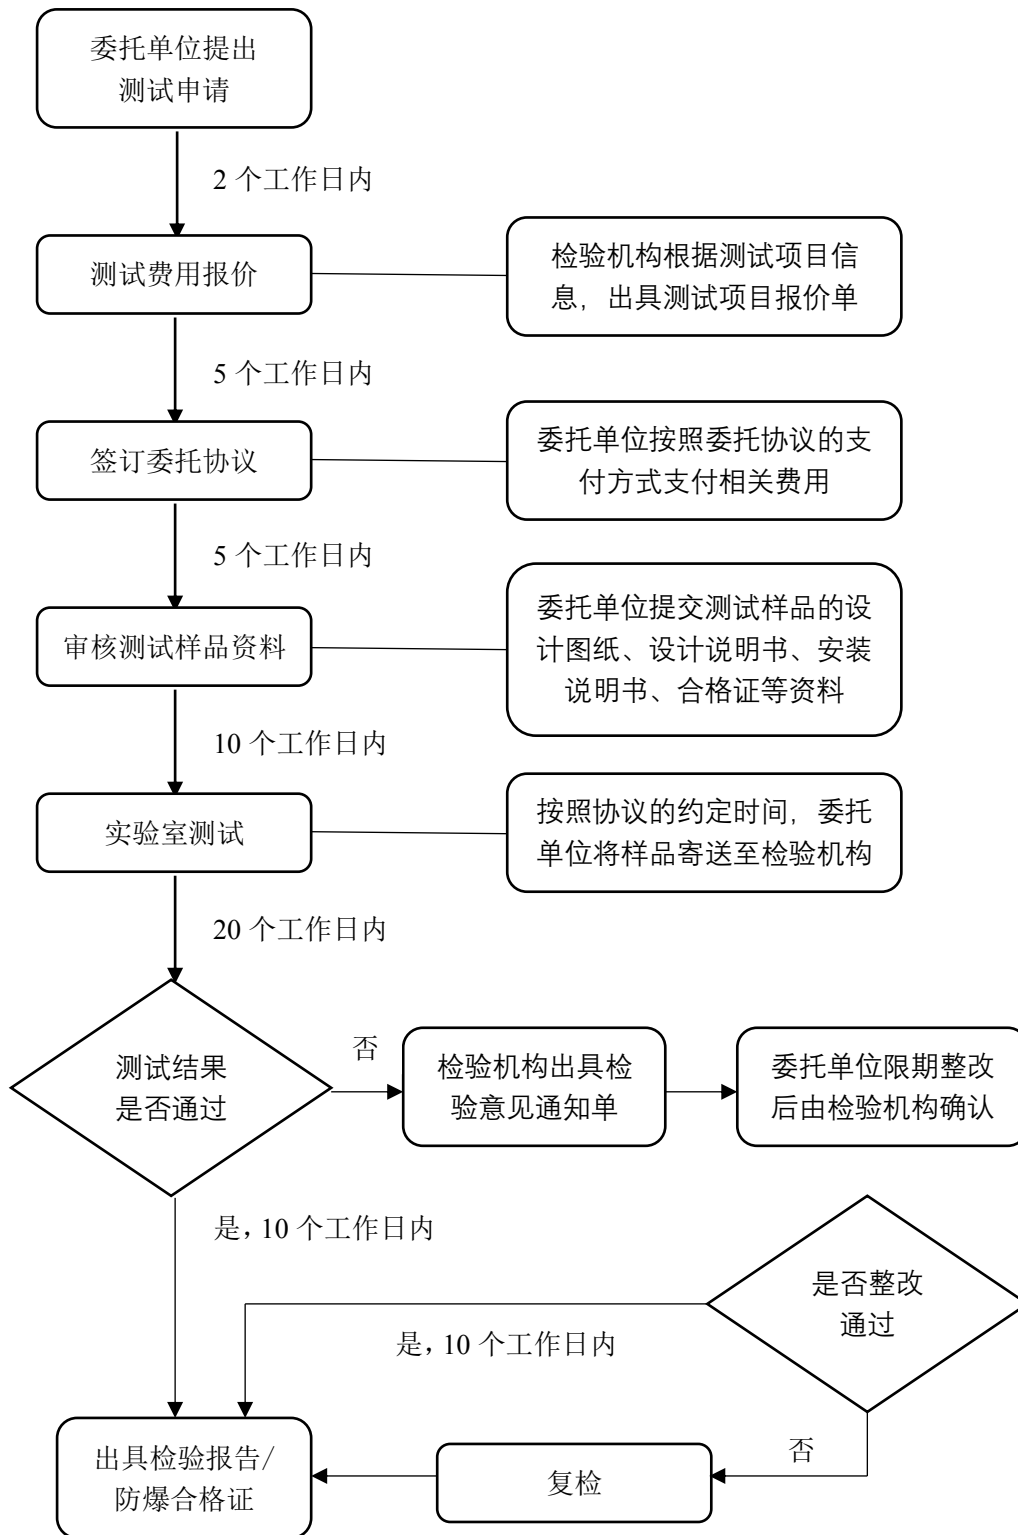 委托单位提出
测试申请
2 个工作日内
测试费用报价
检验机构根据测试项目信
息，出具测试项目报价单
5 个工作日内
签订委托协议
委托单位按照委托协议的支
付方式支付相关费用
5 个工作日内
审核测试样品资料
委托单位提交测试样品的设
计图纸、设计说明书、安装
说明书、合格证等资料
10 个工作日内
实验室测试
按照协议的约定时间，委托
单位将样品寄送至检验机构
20 个工作日内
测试结果
是否通过
否
检验机构出具检
验意见通知单
委托单位限期整改
后由检验机构确认
是，10 个工作日内
是否整改
通过
是，10 个工作日内
否
复检
出具检验报告/
防爆合格证